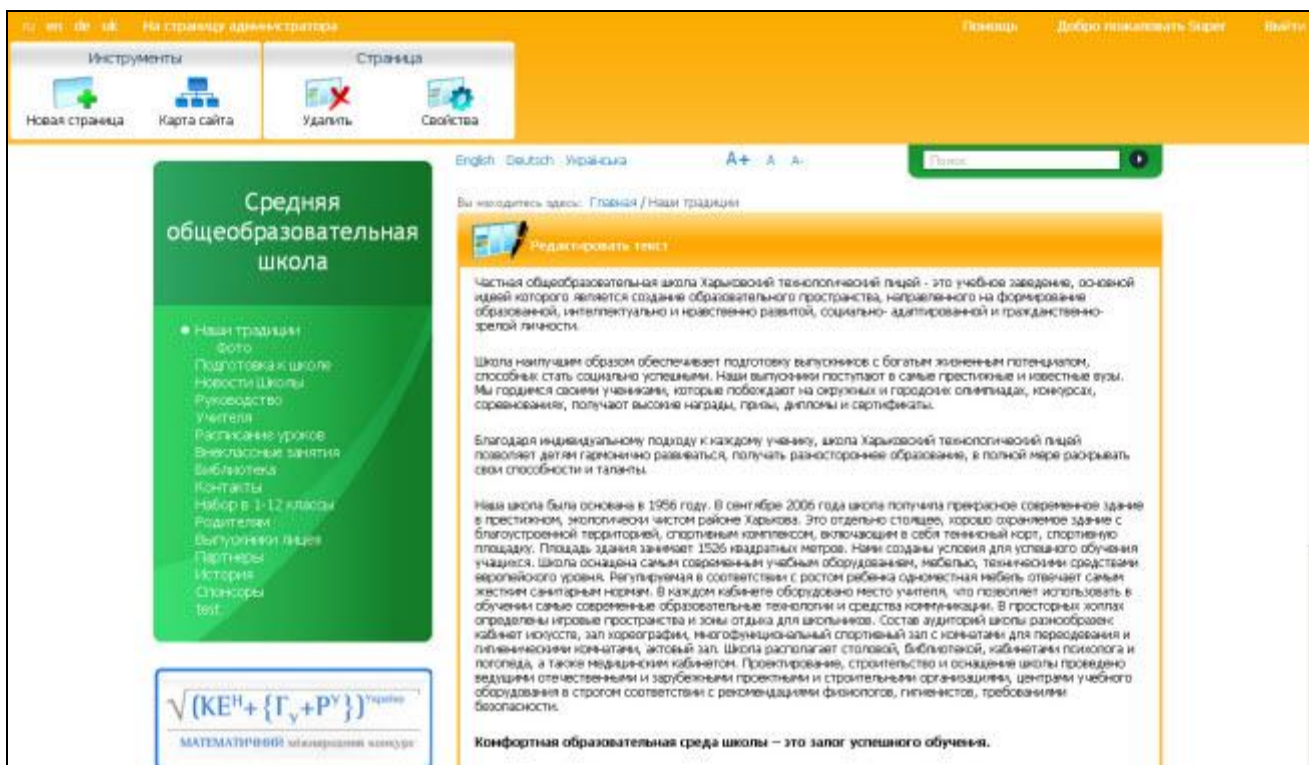 ru en de uk На страницу администратора Помощь Добро пожаловать Super Выйти
Инструменты Страница
Новая страница Карта сайта Удалить Свойства
English Deutsch Українська A+ A A-
Поиск
Средняя
общеобразовательная
школа
Наши традиции
Фото
Подготовка к школе
Новости Школы
Руководство
Учителя
Расписание уроков
Внеклассные занятия
Библиотека
Контакты
Набор в 1-12 классы
Родителям
Выпускники лицея
Партнеры
История
Спонсоры
test
Вы находитесь здесь: Главная / Наши традиции
Редактировать текст
Частная общеобразовательная школа Харьковский технологический лицей - это учебное заведение, основной
идеей которого является создание образовательного пространства, направленного на формирование
образованной, интеллектуально и нравственно развитой, социально- адаптированной и гражданственно-
зрелой личности.
Школа наилучшим образом обеспечивает подготовку выпускников с богатым жизненным потенциалом,
способных стать социально успешными. Наши выпускники поступают в самые престижные и известные вузы.
Мы гордимся своими учениками, которые побеждают на окружных и городских олимпиадах, конкурсах,
соревнованиях, получают высокие награды, призы, дипломы и сертификаты.
Благодаря индивидуальному подходу к каждому ученику, школа Харьковский технологический лицей
позволяет детям гармонично развиваться, получать разностороннее образование, в полной мере раскрывать
свои способности и таланты.
Наша школа была основана в 1956 году. В сентябре 2006 года школа получила прекрасное современное здание
в престижном, экологически чистом районе Харькова. Это отдельно стоящее, хорошо охраняемое здание с
благоустроенной территорией, спортивным комплексом, включающим в себя теннисный корт, спортивную
площадку. Площадь здания занимает 1526 квадратных метров. Нами созданы условия для успешного обучения
учащихся. Школа оснащена самым современным учебным оборудованием, мебелью, техническими средствами
европейского уровня. Регулируемая в соответствии с ростом ребенка одноместная мебель отвечает самым
жестким санитарным нормам. В каждом кабинете оборудовано место учителя, что позволяет использовать в
обучении самые современные образовательные технологии и средства коммуникации. В просторных холлах
определены игровые пространства и зоны отдыха для школьников. Состав аудиторий школы разнообразен:
кабинет искусств, зал хореографии, многофункциональный спортивный зал с комнатами для переодевания и
гигиеническими комнатами, актовый зал. Школа располагает столовой, библиотекой, кабинетами психолога и
логопеда, а также медицинским кабинетом. Проектирование, строительство и оснащение школы проведено
ведущими отечественными и зарубежными проектными и строительными организациями, центрами учебного
оборудования в строгом соответствии с рекомендациями физиологов, гигиенистов, требованиями
безопасности.
Комфортная образовательная среда школы – это залог успешного обучения.
√(КЕᴴ+{Гᵧ+Рʸ})Україна
МАТЕМАТИЧНИЙ міжнародний конкурс